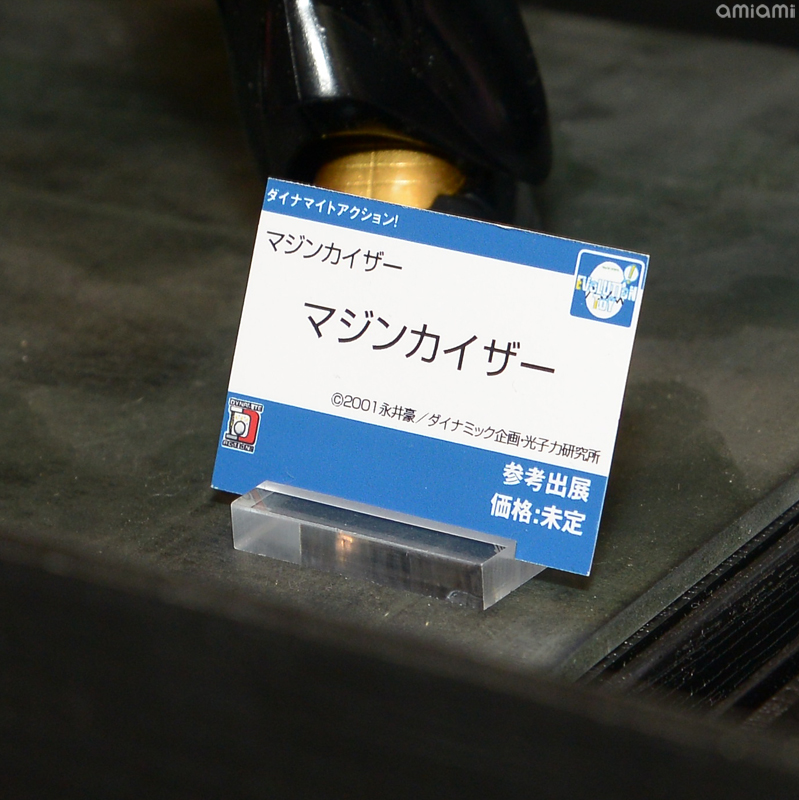 amiami
ダイナマイトアクション!
マジンカイザー
EVOLUTION
TOY
マジンカイザー
©2001永井豪/ダイナミック企画・光子力研究所
参考出展
価格:未定